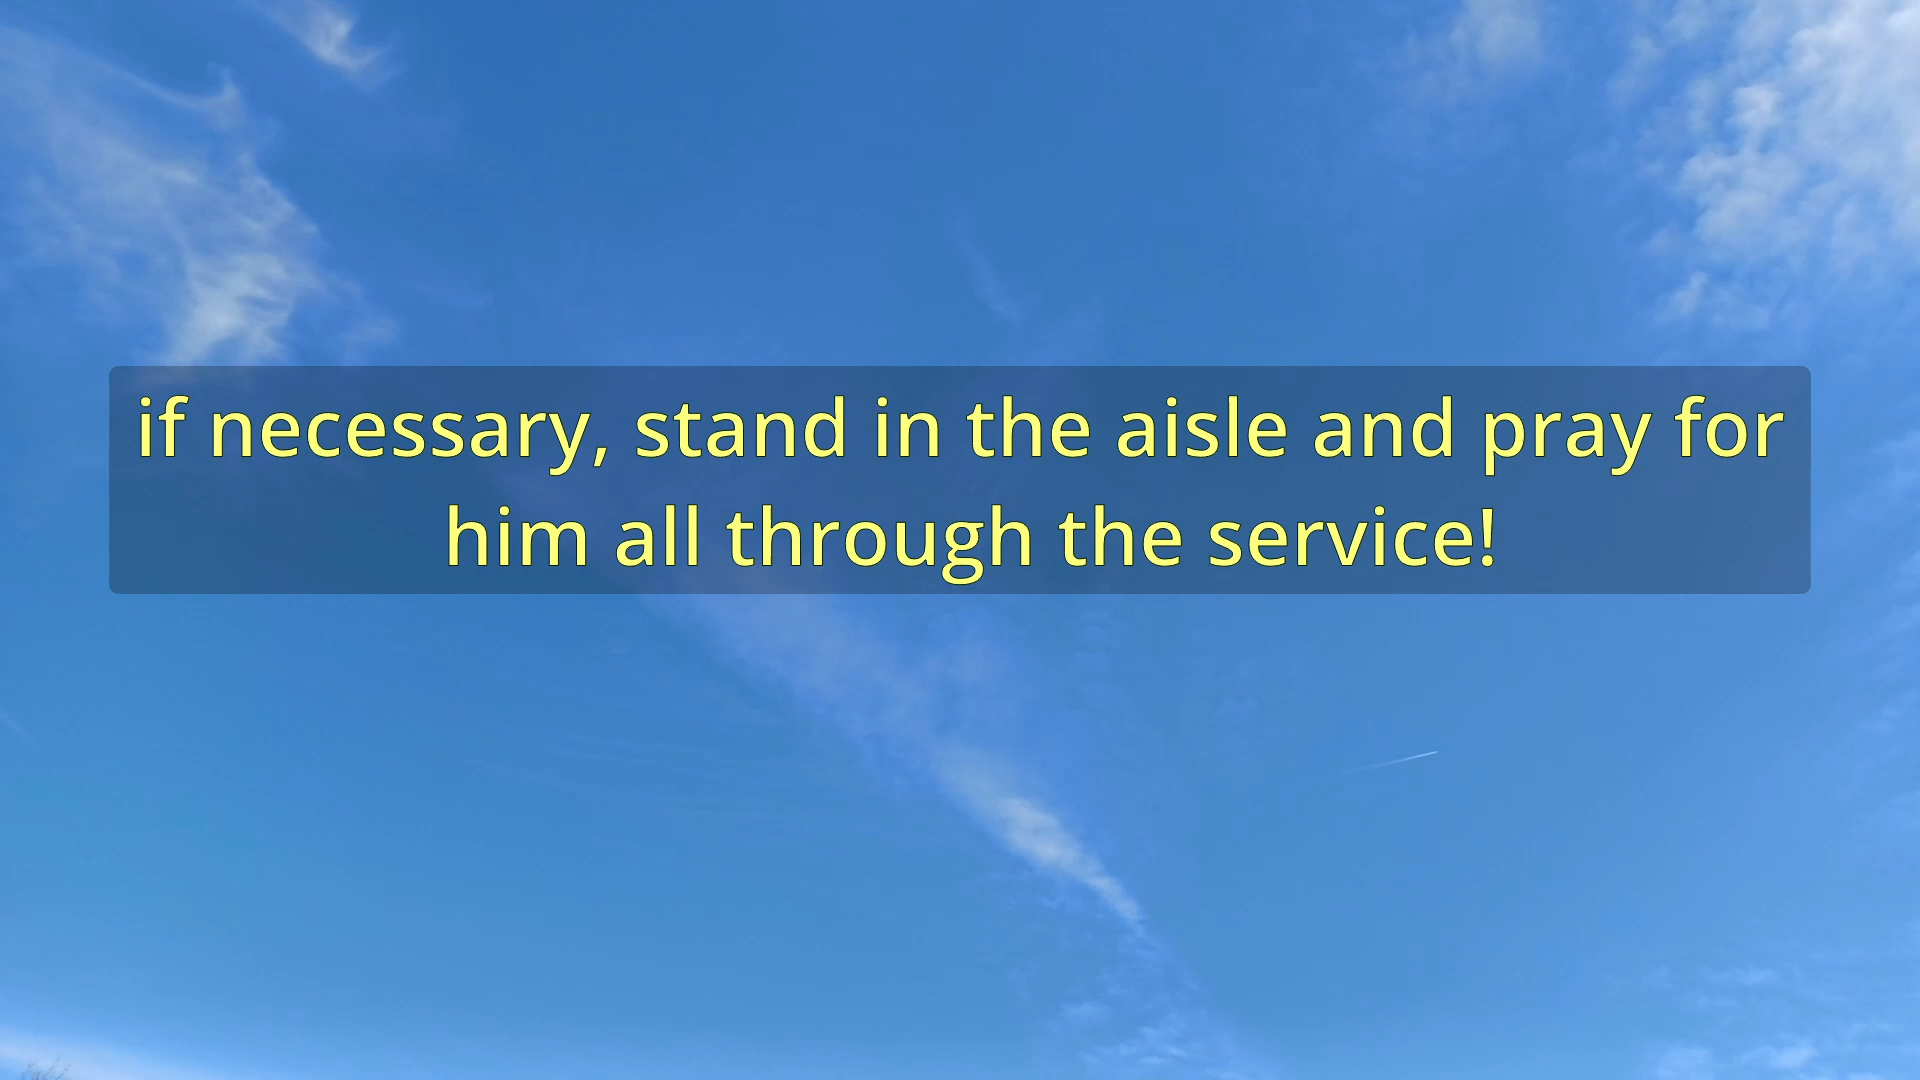 if necessary, stand in the aisle and pray for
him all through the service!